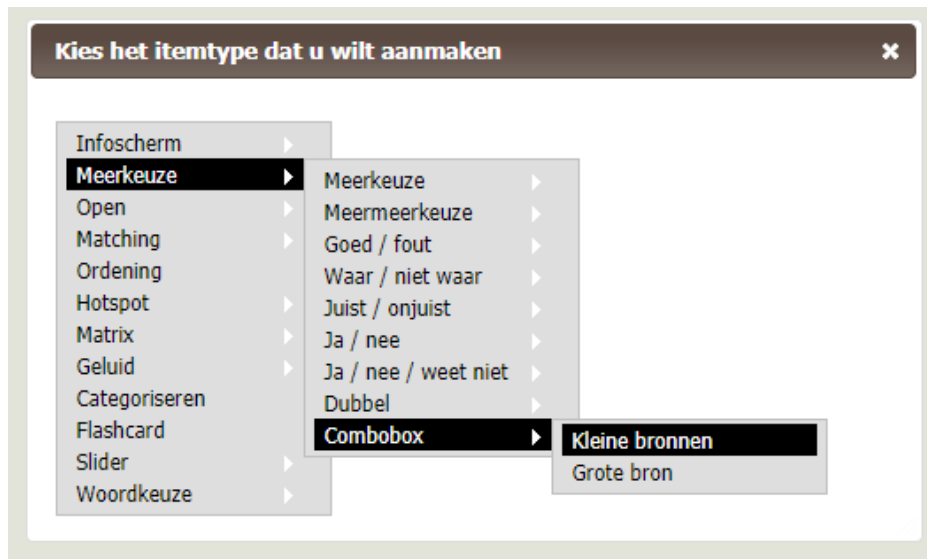 Kies het itemtype dat u wilt aanmaken
Infoscherm
Meerkeuze
Open
Matching
Ordening
Hotspot
Matrix
Geluid
Categoriseren
Flashcard
Slider
Woordkeuze
Meerkeuze
Meermeerkeuze
Goed / fout
Waar / niet waar
Juist / onjuist
Ja / nee
Ja / nee / weet niet
Dubbel
Combobox
Kleine bronnen
Grote bron